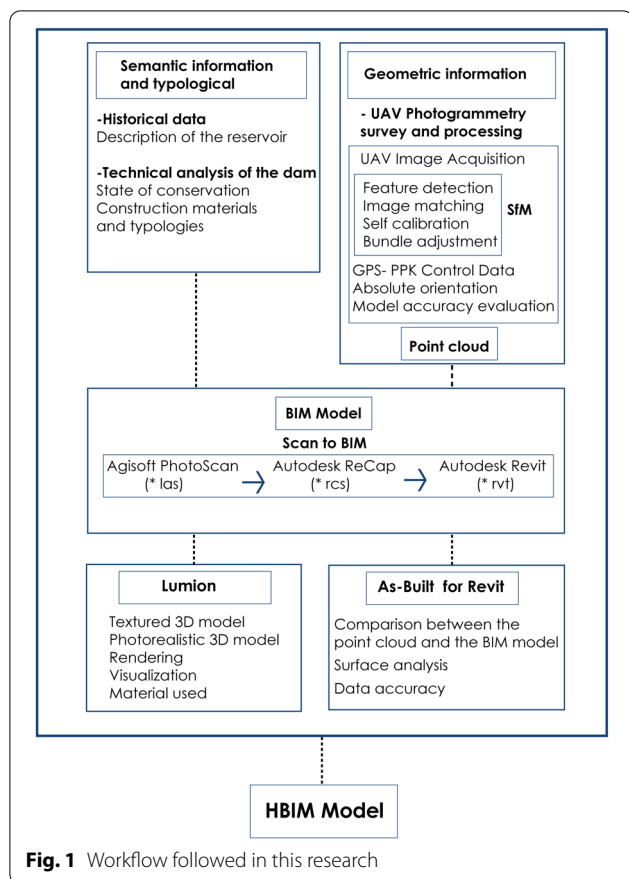 Semantic information
and typological
-Historical data
Description of the reservoir
-Technical analysis of the dam
State of conservation
Construction materials
and typologies
Geometric information
- UAV Photogrammetry
survey and processing
UAV Image Acquisition
Feature detection
Image matching
Self calibration
Bundle adjustment
SfM
GPS- PPK Control Data
Absolute orientation
Model accuracy evaluation
Point cloud
BIM Model
Scan to BIM
Agisoft PhotoScan
(* las)
Autodesk ReCap
(* rcs)
Autodesk Revit
(* rvt)
Lumion
Textured 3D model
Photorealistic 3D model
Rendering
Visualization
Material used
As-Built for Revit
Comparison between the
point cloud and the BIM model
Surface analysis
Data accuracy
HBIM Model
Fig. 1 Workflow followed in this research